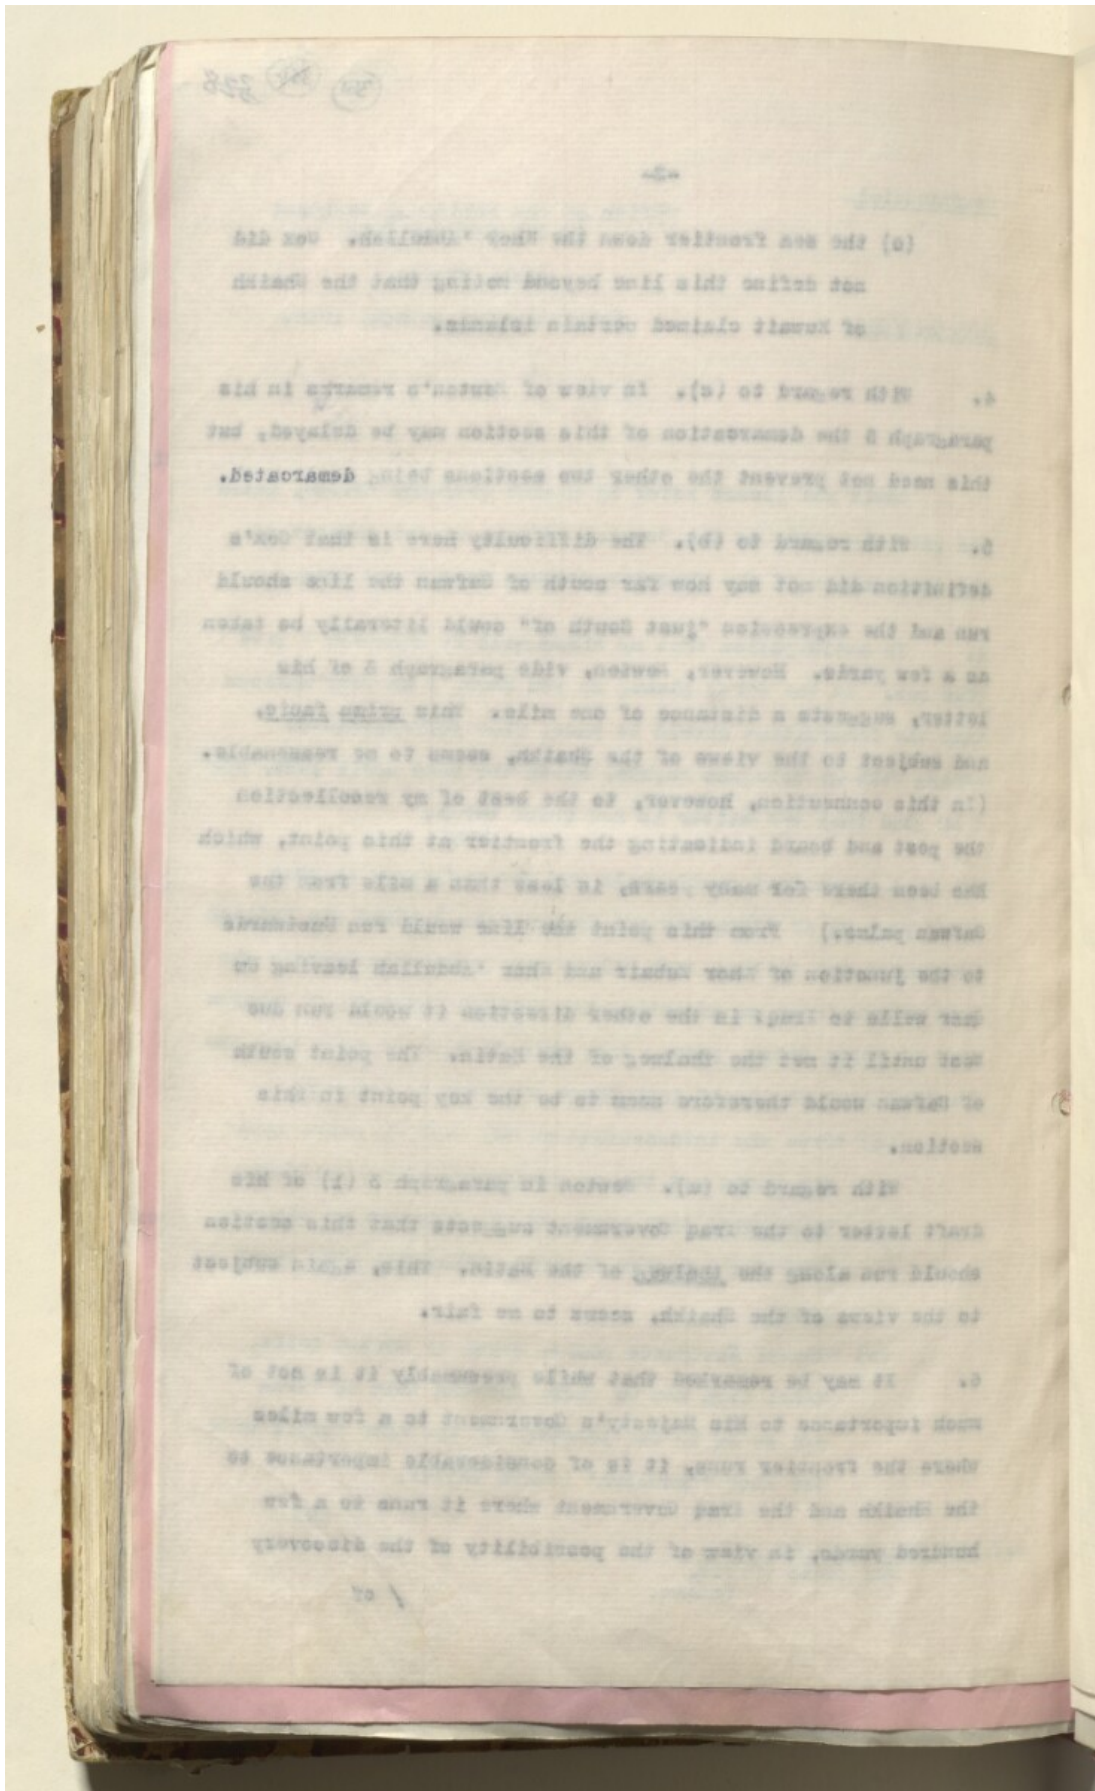 -2-
(c) the sea frontier down the Khor 'Abdullah. Cox did
not define this line beyond noting that the Shaikh
of Kuwait claimed certain islands.
4. With regard to (c). In view of Newton's remarks in his
paragraph 5 the demarcation of this section may be delayed, but
this need not prevent the other two sections being demarcated.
5. With regard to (b). The difficulty here is that Cox's
definition did not say how far south of Safwan the line should
run and the expression "just South of" could literally be taken
as a few yards. However, Newton, vide paragraph 3 of his
letter, suggests a distance of one mile. This prima facie,
and subject to the views of the Shaikh, seems to me reasonable.
(In this connection, however, to the best of my recollection
the post and board indicating the frontier at this point, which
has been there for many years, is less than a mile from the
Safwan palms.) From this point the line would run Eastwards
to the junction of Khor Zubair and Khor 'Abdullah leaving Um
Qasr wells to Iraq: in the other direction it would run due
West until it met the thalweg of the Batin. The point south
of Safwan would therefore seem to be the key point in this
section.
With regard to (a). Newton in paragraph 3 (1) of his
draft letter to the Iraq Government suggests that this section
should run along the thalweg of the Batin. This, again subject
to the views of the Shaikh, seems to me fair.
6. It may be remarked that while presumably it is not of
much importance to His Majesty's Government to a few miles
where the frontier runs, it is of considerable importance to
the Shaikh and the Iraq Government where it runs to a few
hundred yards, in view of the possibility of the discovery
/ of